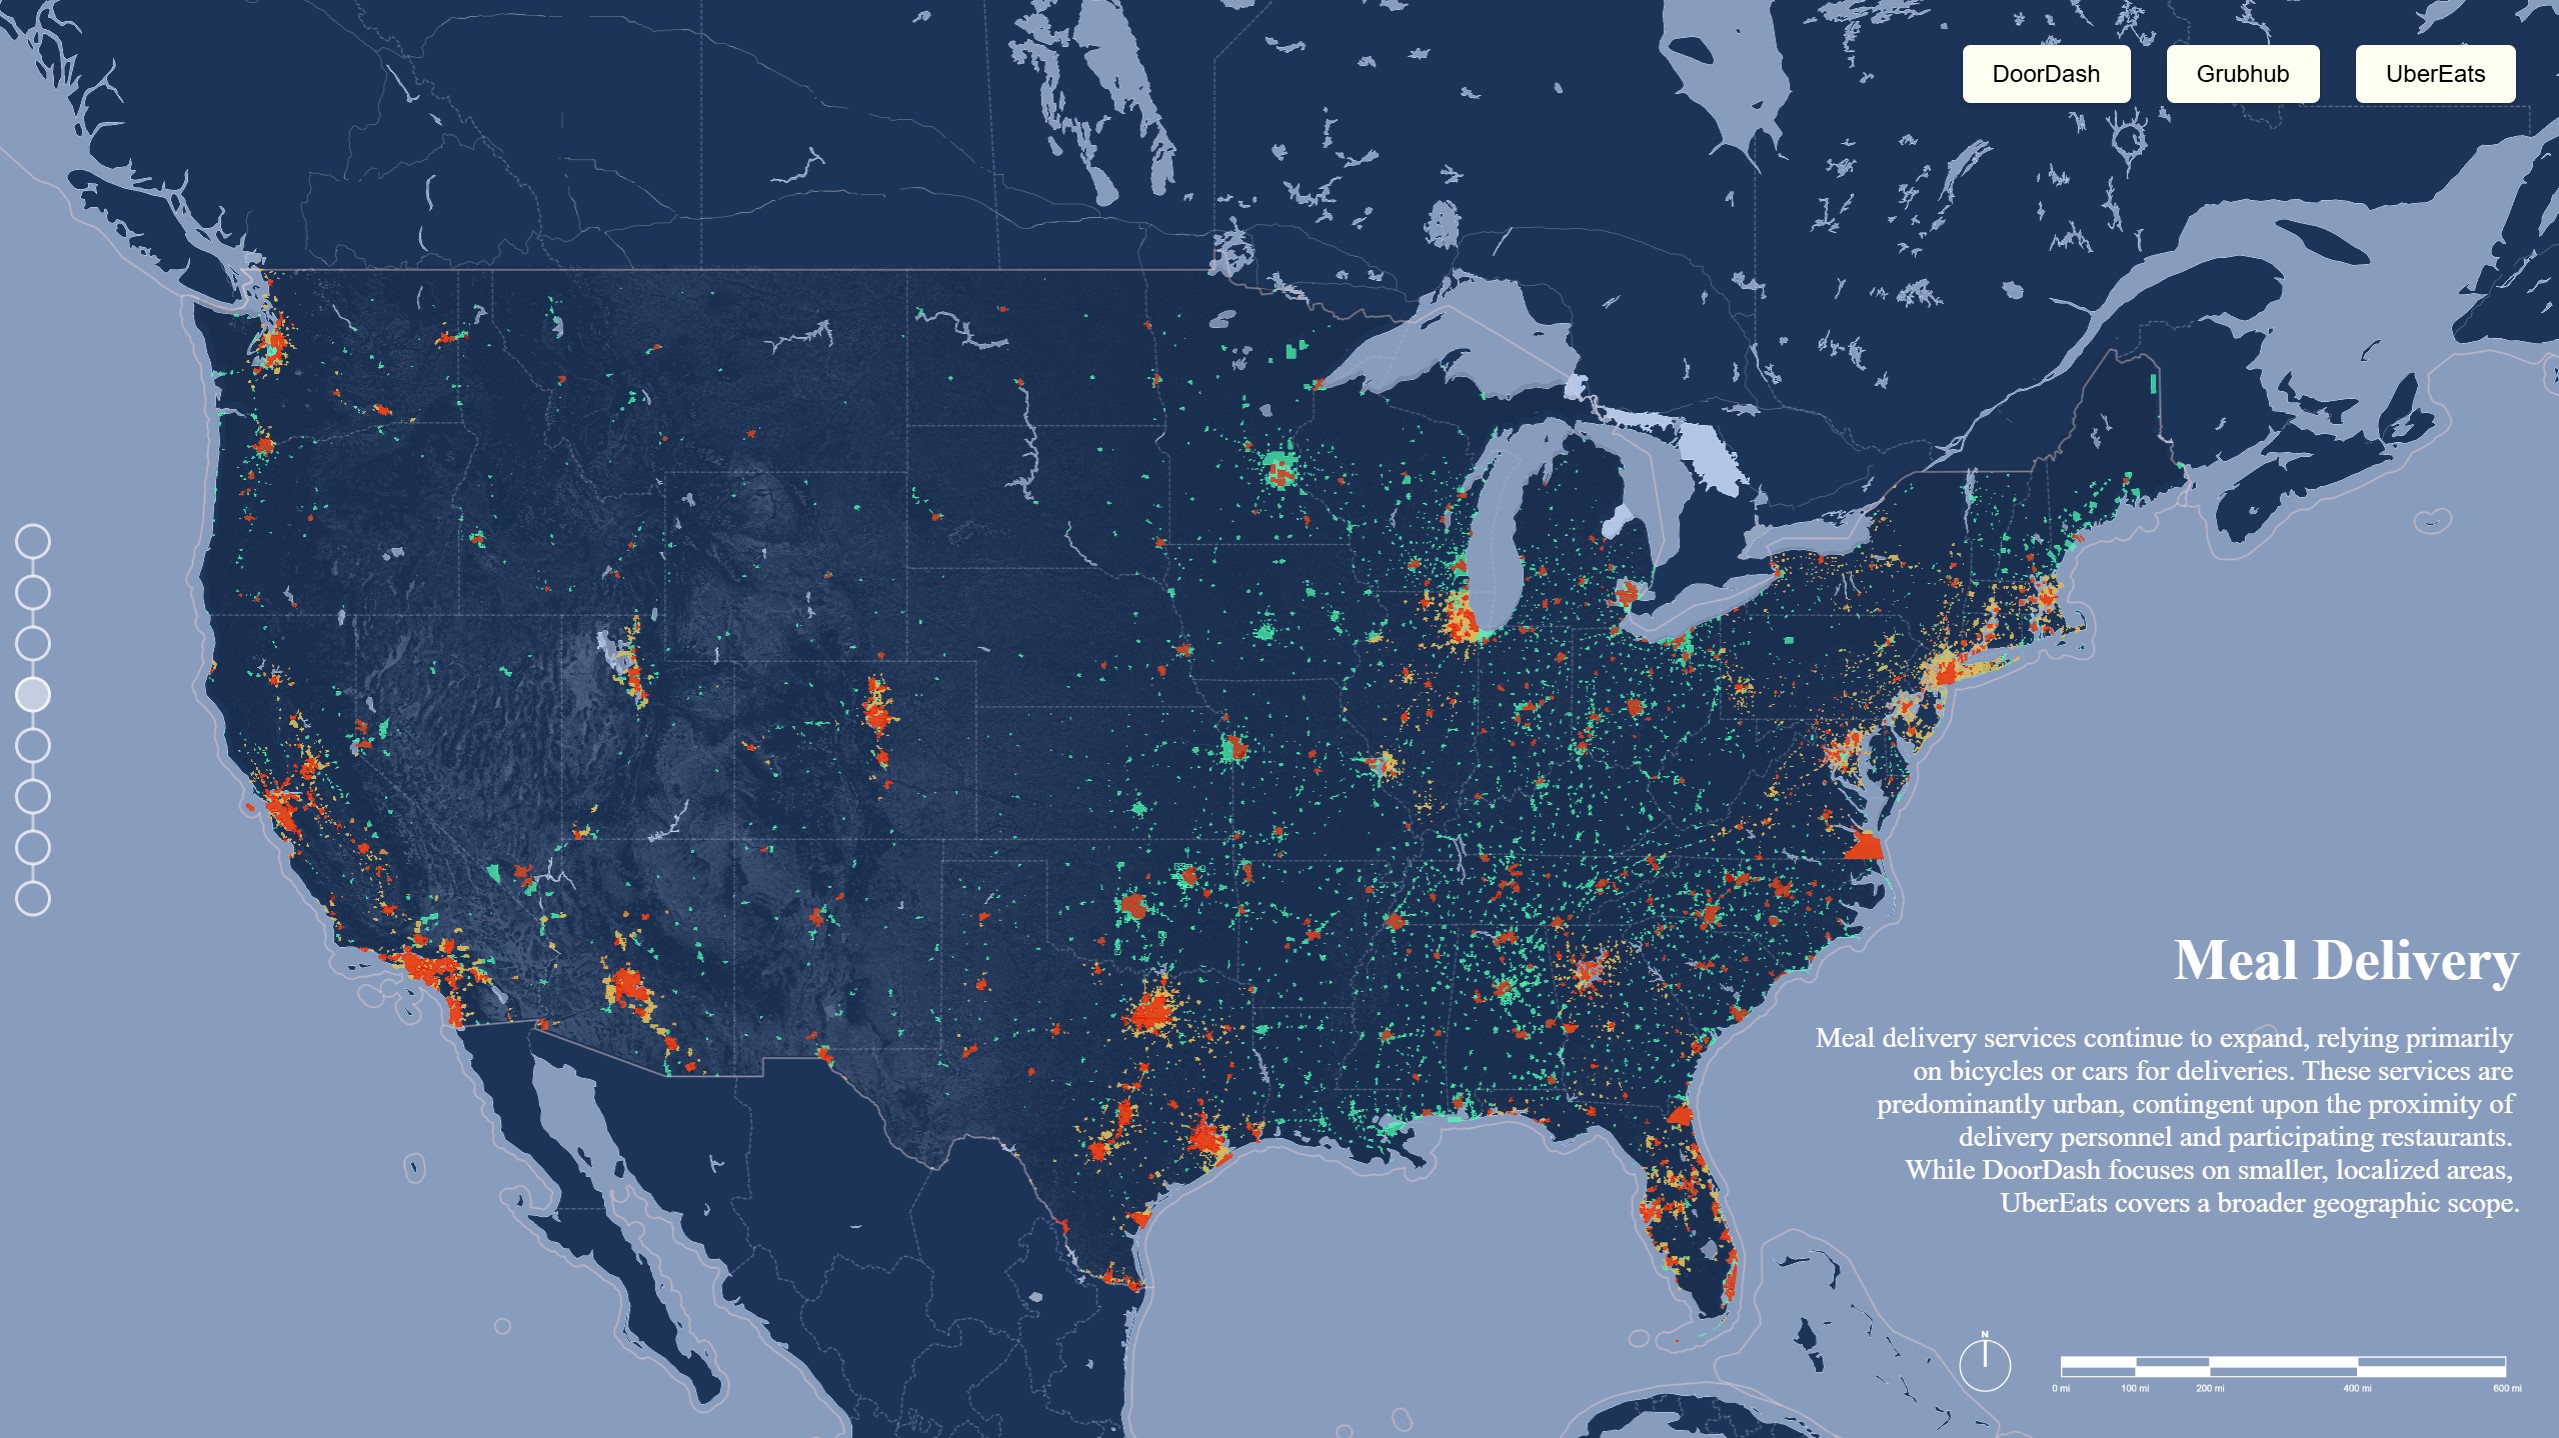 DoorDash
Grubhub
UberEats
Meal Delivery
Meal delivery services continue to expand, relying primarily
on bicycles or cars for deliveries. These services are
predominantly urban, contingent upon the proximity of
delivery personnel and participating restaurants.
While DoorDash focuses on smaller, localized areas,
UberEats covers a broader geographic scope.
N
0 mi
100 mi
200 mi
400 mi
600 mi